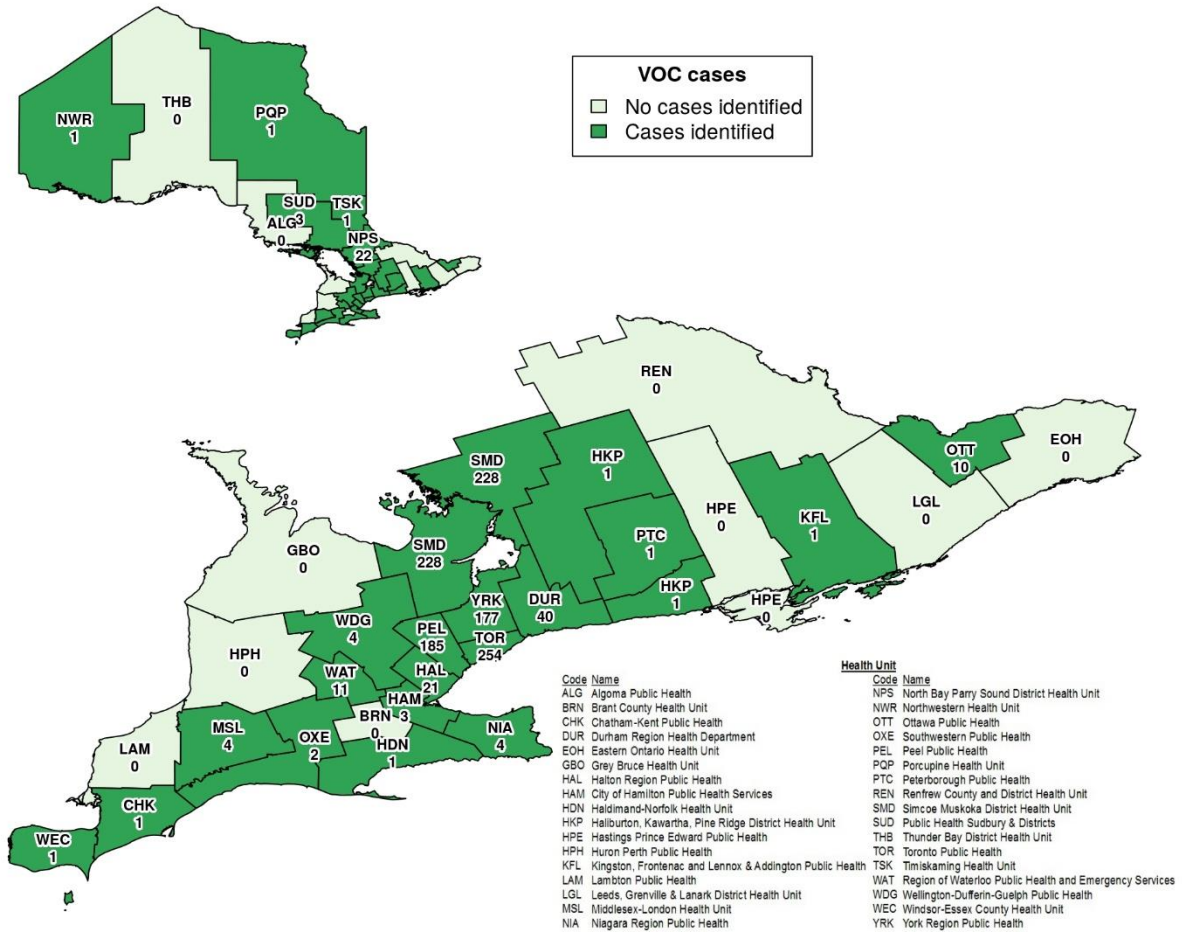 VOC cases
No cases identified
Cases identified
THB
0
NWR
1
PQP
1
SUD
3
TSK
1
ALG
0
NPS
22
REN
0
SMD
228
HKP
1
OTT
10
EOH
0
HPE
0
LGL
0
KFL
1
PTC
1
GBO
0
SMD
228
HKP
1
HPE
0
YRK
177
DUR
40
WDG
4
PEL
185
TOR
254
HPH
0
WAT
11
HAL
21
HAM
3
BRN
0
MSL
4
OXE
2
HDN
1
NIA
4
LAM
0
CHK
1
WEC
1
Health Unit
Code Name
ALG Algoma Public Health
BRN Brant County Health Unit
CHK Chatham-Kent Public Health
DUR Durham Region Health Department
EOH Eastern Ontario Health Unit
GBO Grey Bruce Health Unit
HAL Halton Region Public Health
HAM City of Hamilton Public Health Services
HDN Haldimand-Norfolk Health Unit
HKP Haliburton, Kawartha, Pine Ridge District Health Unit
HPE Hastings Prince Edward Public Health
HPH Huron Perth Public Health
KFL Kingston, Frontenac and Lennox & Addington Public Health
LAM Lambton Public Health
LGL Leeds, Grenville & Lanark District Health Unit
MSL Middlesex-London Health Unit
NIA Niagara Region Public Health
Code Name
NPS North Bay Parry Sound District Health Unit
NWR Northwestern Health Unit
OTT Ottawa Public Health
OXE Southwestern Public Health
PEL Peel Public Health
PQP Porcupine Health Unit
PTC Peterborough Public Health
REN Renfrew County and District Health Unit
SMD Simcoe Muskoka District Health Unit
SUD Public Health Sudbury & Districts
THB Thunder Bay District Health Unit
TOR Toronto Public Health
TSK Timiskaming Health Unit
WAT Region of Waterloo Public Health and Emergency Services
WDG Wellington-Dufferin-Guelph Public Health
WEC Windsor-Essex County Health Unit
YRK York Region Public Health